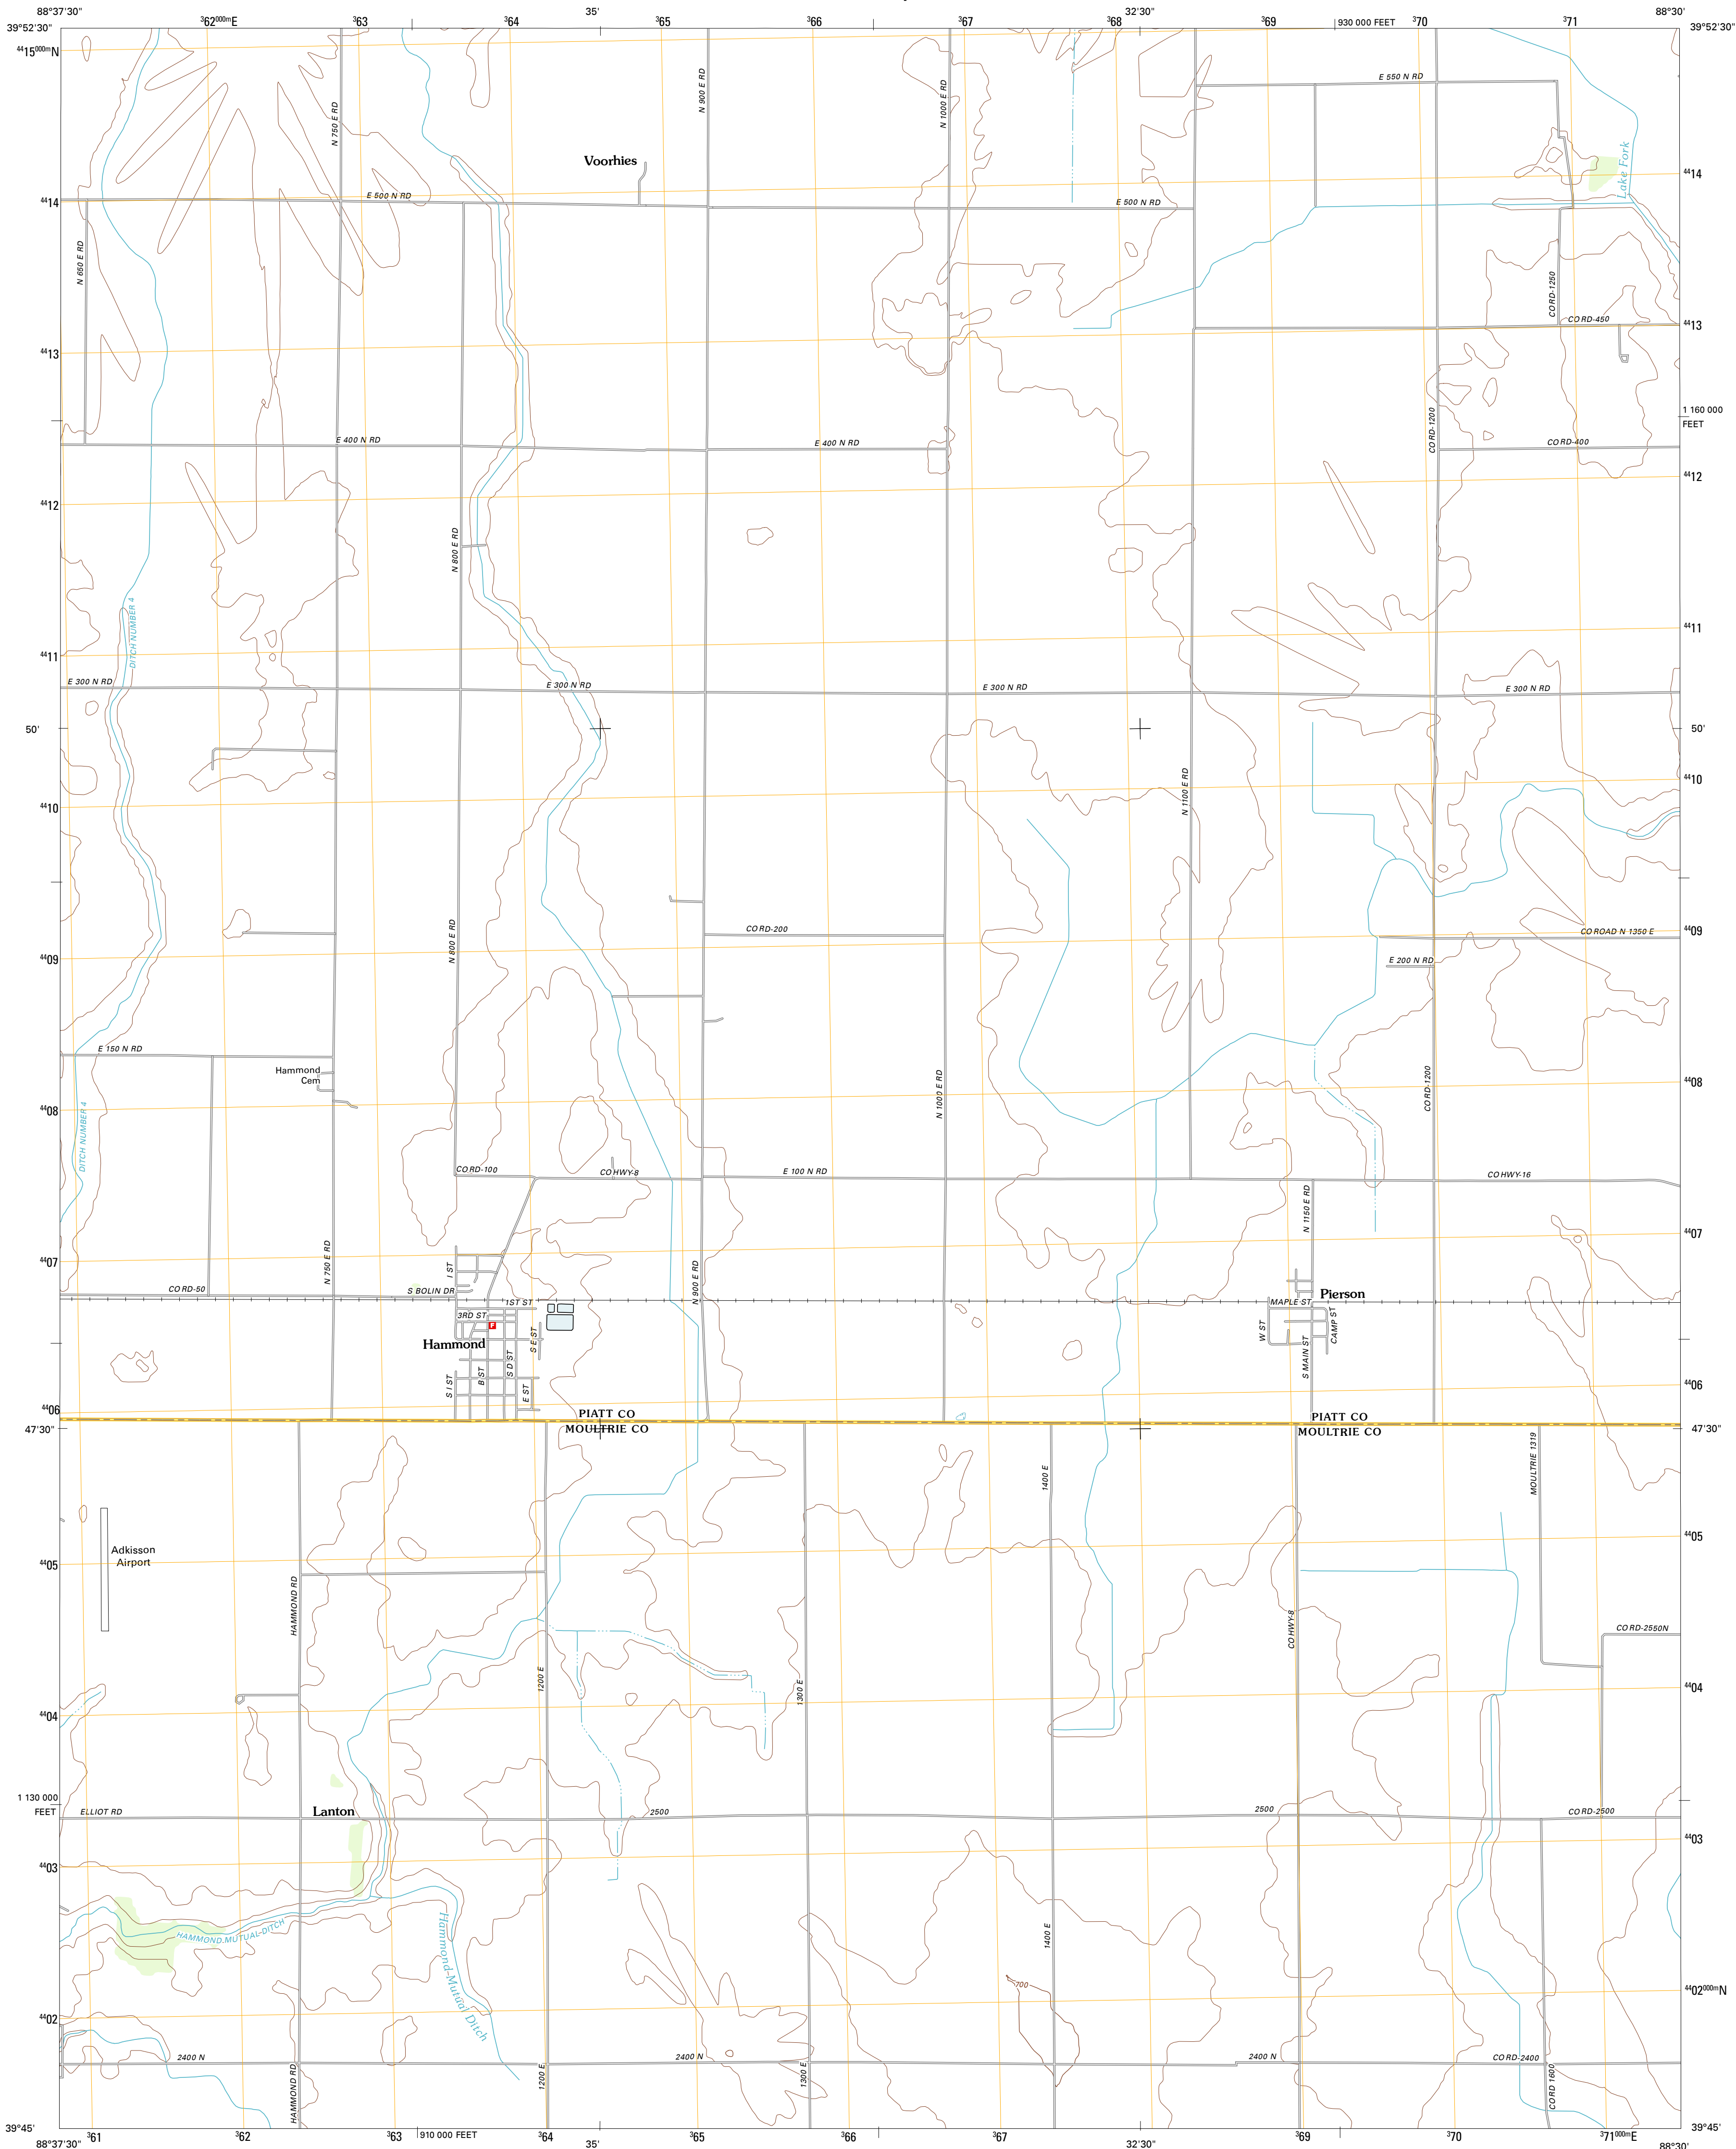 88°37'30"
³62⁰⁰⁰ᵐE
³63
³64
35'
³65
³66
³67
³68
32'30"
³69
930 000 FEET
³70
³71
88°30'
39°52'30"
39°52'30"
⁴⁴15⁰⁰⁰ᵐN
E 550 N RD
N 750 E RD
N 900 E RD
N 1000 E RD
Voorhies
Lake Fork
⁴⁴14
⁴⁴14
E 500 N RD
E 500 N RD
N 650 E RD
CO RD-1250
CO RD-450
⁴⁴13
⁴⁴13
1 160 000
FEET
CO RD-1200
E 400 N RD
E 400 N RD
CO RD-400
⁴⁴12
⁴⁴12
N 800 E RD
DITCH NUMBER 4
⁴⁴11
⁴⁴11
E 300 N RD
E 300 N RD
E 300 N RD
E 300 N RD
50'
50'
N 1100 E RD
⁴⁴10
⁴⁴10
N 800 E RD
CO RD-200
CO ROAD N 1350 E
⁴⁴09
⁴⁴09
E 200 N RD
E 150 N RD
Hammond
Cem
N 1000 E RD
CO RD-1200
⁴⁴08
⁴⁴08
DITCH NUMBER 4
CO RD-100
CO HWY-8
E 100 N RD
CO HWY-16
N 1150 E RD
⁴⁴07
⁴⁴07
N 750 E RD
I ST
N 900 E RD
CO RD-50
S BOLIN DR
Pierson
1ST ST
MAPLE ST
3RD ST
F
Hammond
S E ST
W ST
CAMP ST
S MAIN ST
S I ST
B ST
S D ST
E ST
⁴⁴06
⁴⁴06
PIATT CO
MOULTRIE CO
PIATT CO
MOULTRIE CO
47'30"
47'30"
1400 E
MOULTRIE 1319
Adkisson
Airport
⁴⁴05
⁴⁴05
HAMMOND RD
CO HWY-8
CO RD-2550N
1200 E
1300 E
⁴⁴04
⁴⁴04
1 130 000
FEET
ELLIOT RD
Lanton
2500
2500
CO RD-2500
⁴⁴03
⁴⁴03
HAMMOND MUTUAL DITCH
Hammond Mutual Ditch
1400 E
700
⁴⁴02
⁴⁴02⁰⁰⁰ᵐN
2400 N
2400 N
2400 N
CO RD-2400
HAMMOND RD
1200 E
1300 E
CO RD 1600
39°45'
39°45'
88°37'30"
³61
³62
³63
910 000 FEET
³64
35'
³65
³66
³67
32'30"
³69
³70
³71⁰⁰⁰ᵐE
88°30'